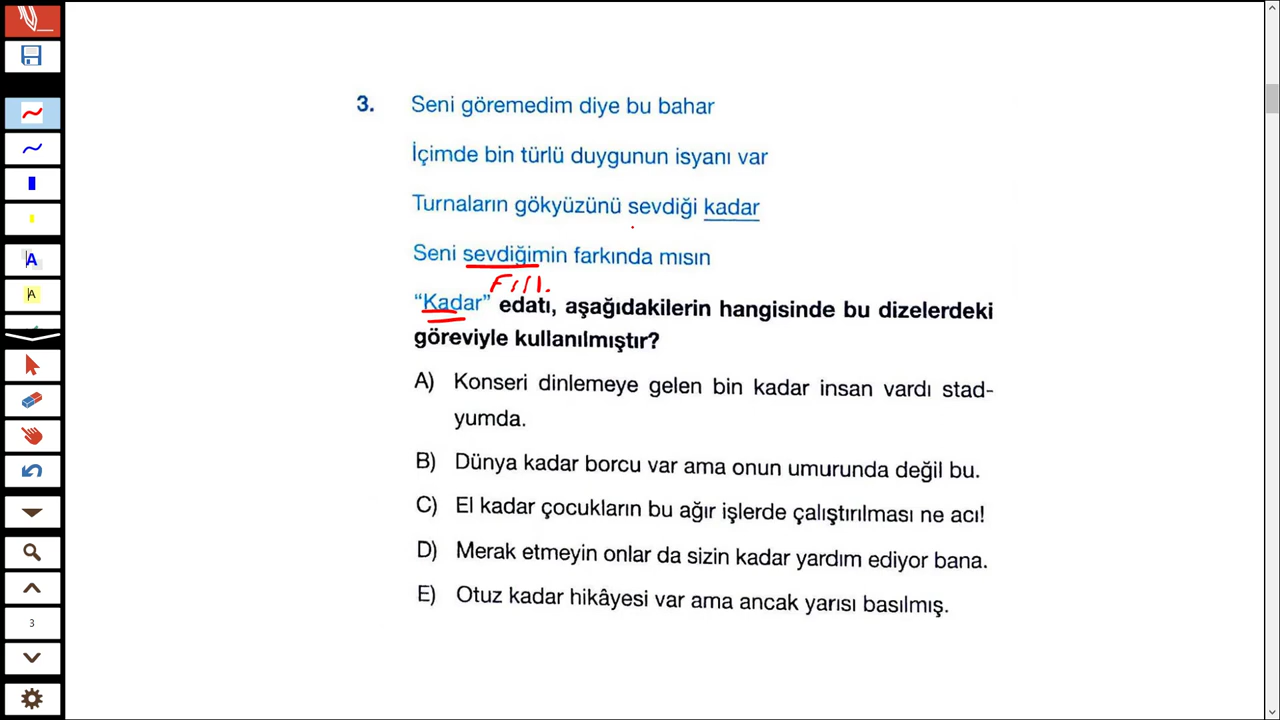 3. Seni göremedim diye bu bahar
İçimde bin türlü duygunun isyanı var
Turnaların gökyüzünü sevdiği kadar
Seni sevdiğimin farkında mısın
Fiil.
"Kadar" edatı, aşağıdakilerin hangisinde bu dizelerdeki
göreviyle kullanılmıştır?
A) Konseri dinlemeye gelen bin kadar insan vardı stad-
yumda.
B) Dünya kadar borcu var ama onun umurunda değil bu.
C) El kadar çocukların bu ağır işlerde çalıştırılması ne acı!
D) Merak etmeyin onlar da sizin kadar yardım ediyor bana.
E) Otuz kadar hikâyesi var ama ancak yarısı basılmış.
A
A
3